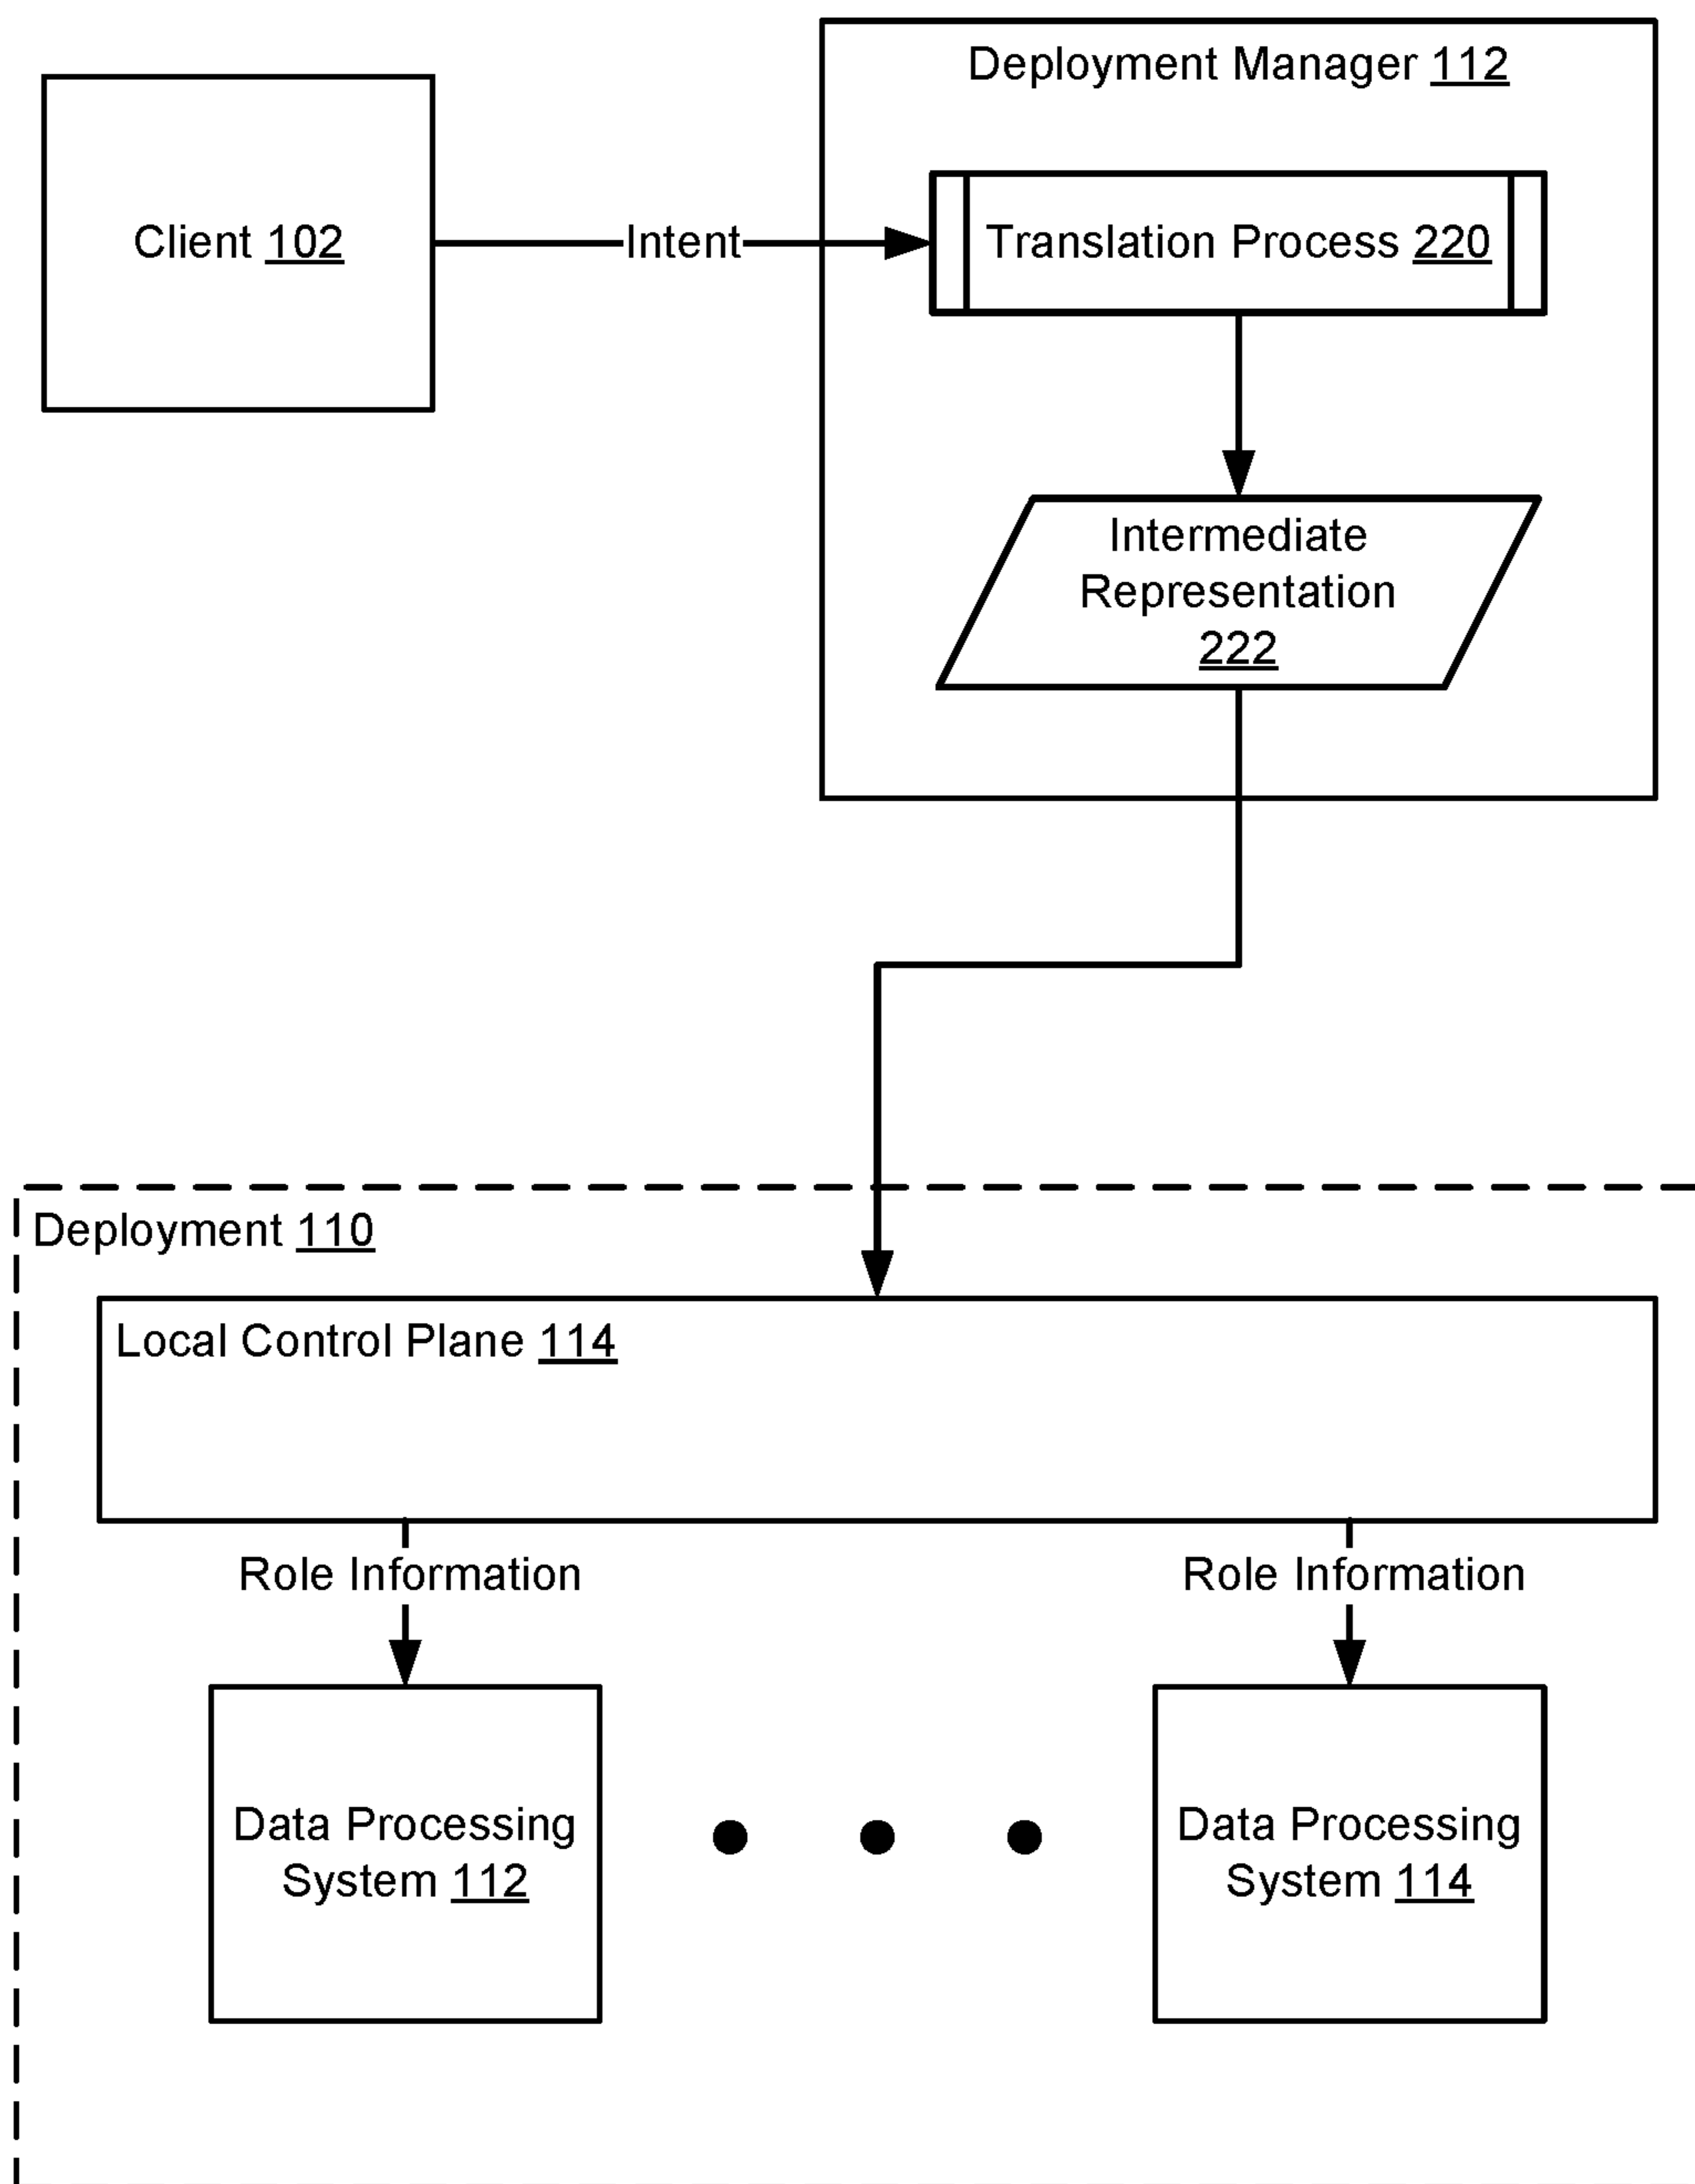 Deployment Manager 112
Client 102
Intent
Translation Process 220
Intermediate
Representation
222
Deployment 110
Local Control Plane 114
Role Information
Role Information
Data Processing
System 112
Data Processing
System 114